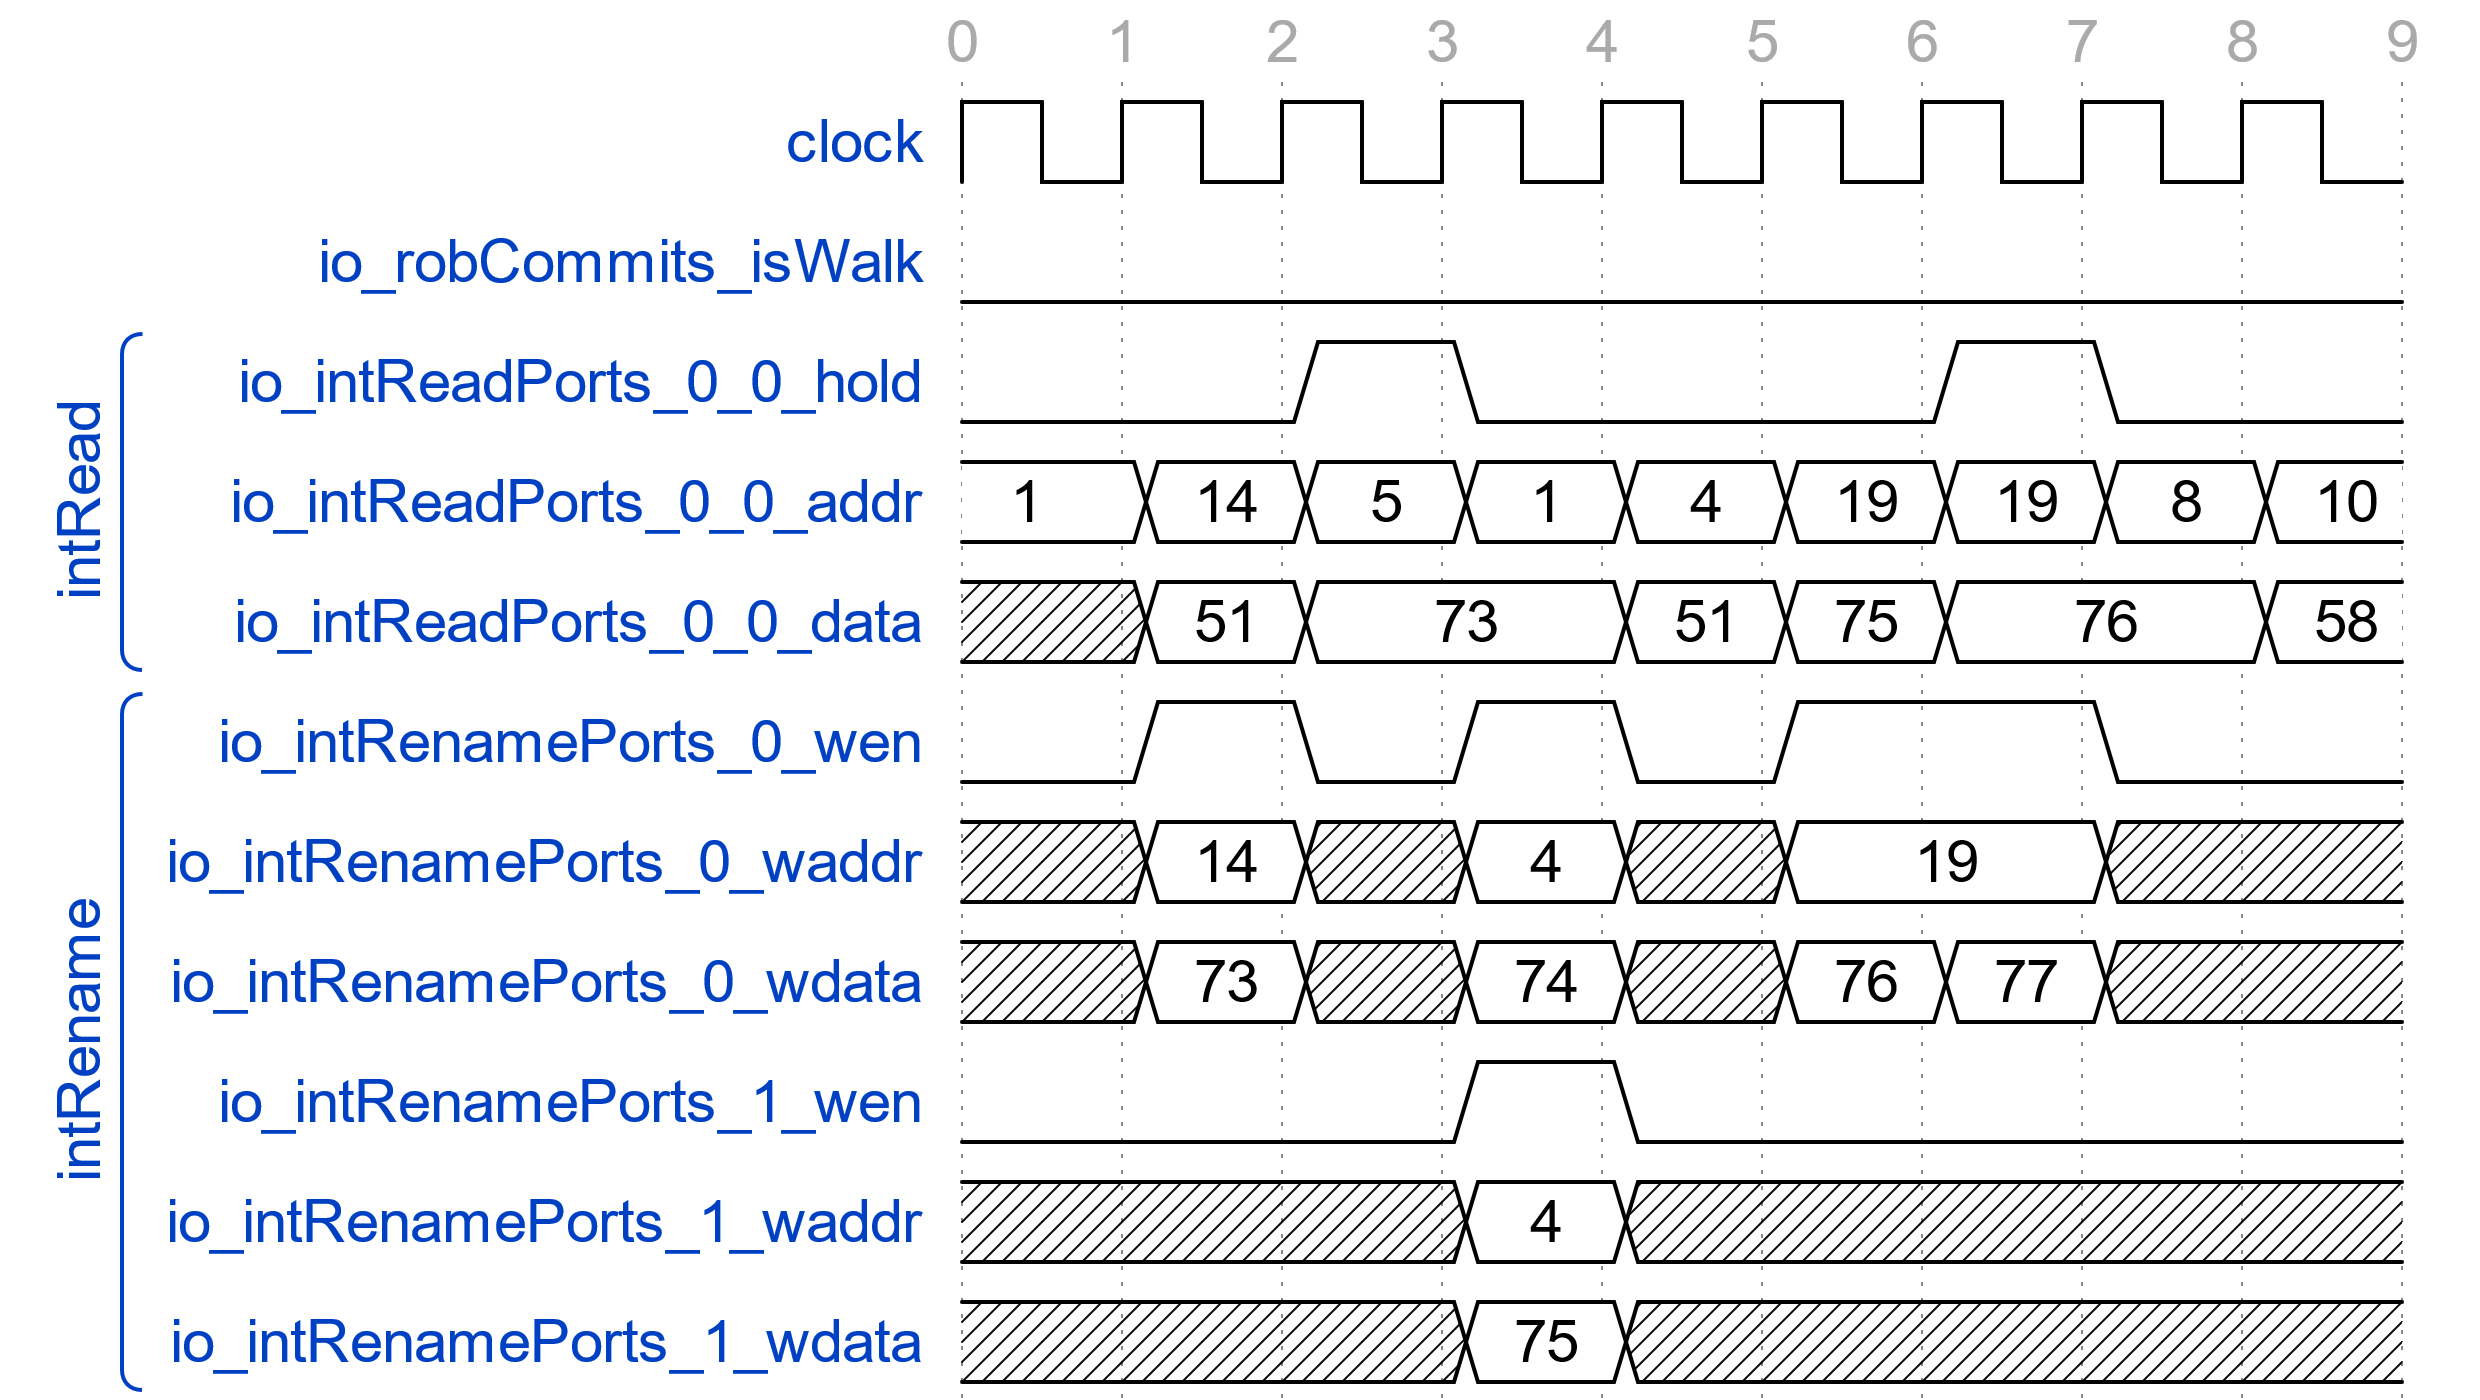 0 1 2 3 4 5 6 7 8 9
clock
io_robCommits_isWalk
intRead
io_intReadPorts_0_0_hold
io_intReadPorts_0_0_addr 1 14 5 1 4 19 19 8 10
io_intReadPorts_0_0_data 51 73 51 75 76 58
intRename
io_intRenamePorts_0_wen
io_intRenamePorts_0_waddr 14 4 19
io_intRenamePorts_0_wdata 73 74 76 77
io_intRenamePorts_1_wen
io_intRenamePorts_1_waddr 4
io_intRenamePorts_1_wdata 75